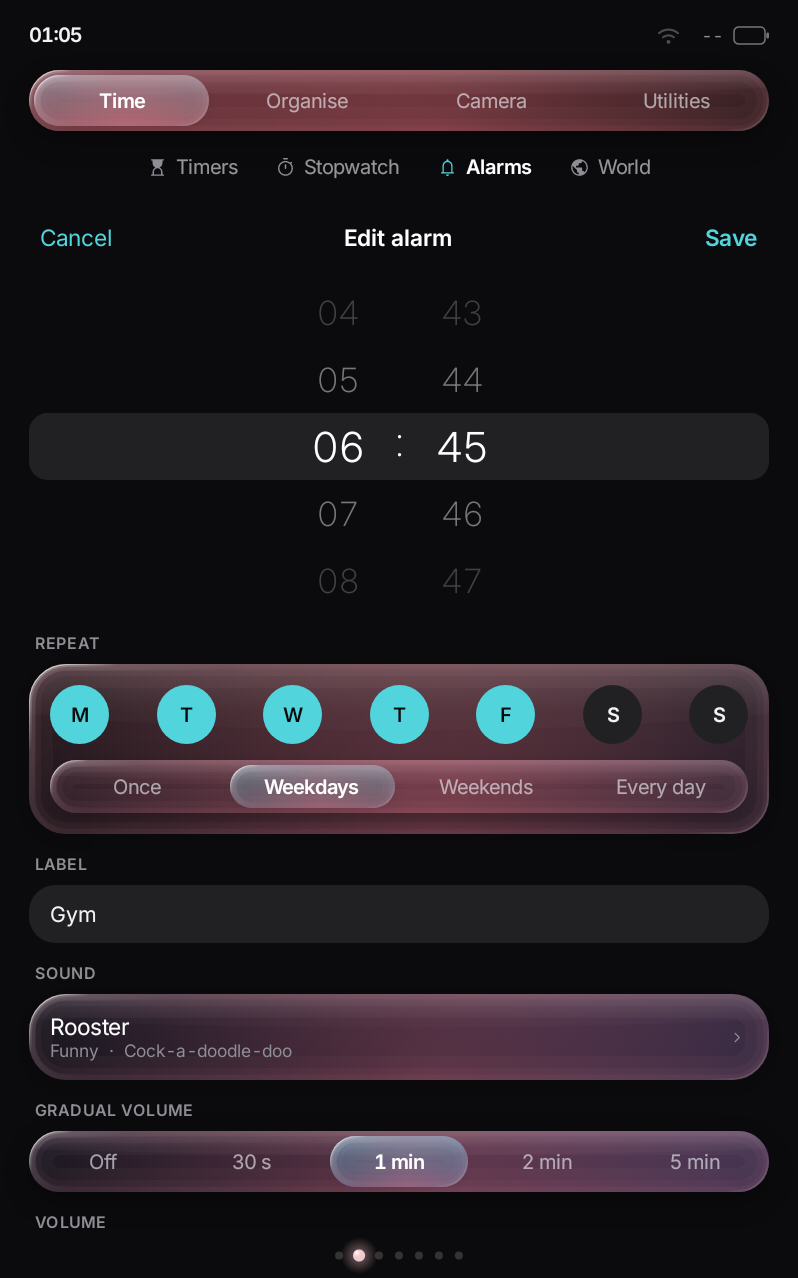 01:05 --
Time Organise Camera Utilities
Timers Stopwatch Alarms World
Cancel Edit alarm Save
04 43
05 44
06 : 45
07 46
08 47
REPEAT
M T W T F S S
Once Weekdays Weekends Every day
LABEL
Gym
SOUND
Rooster
Funny · Cock-a-doodle-doo
GRADUAL VOLUME
Off 30 s 1 min 2 min 5 min
VOLUME